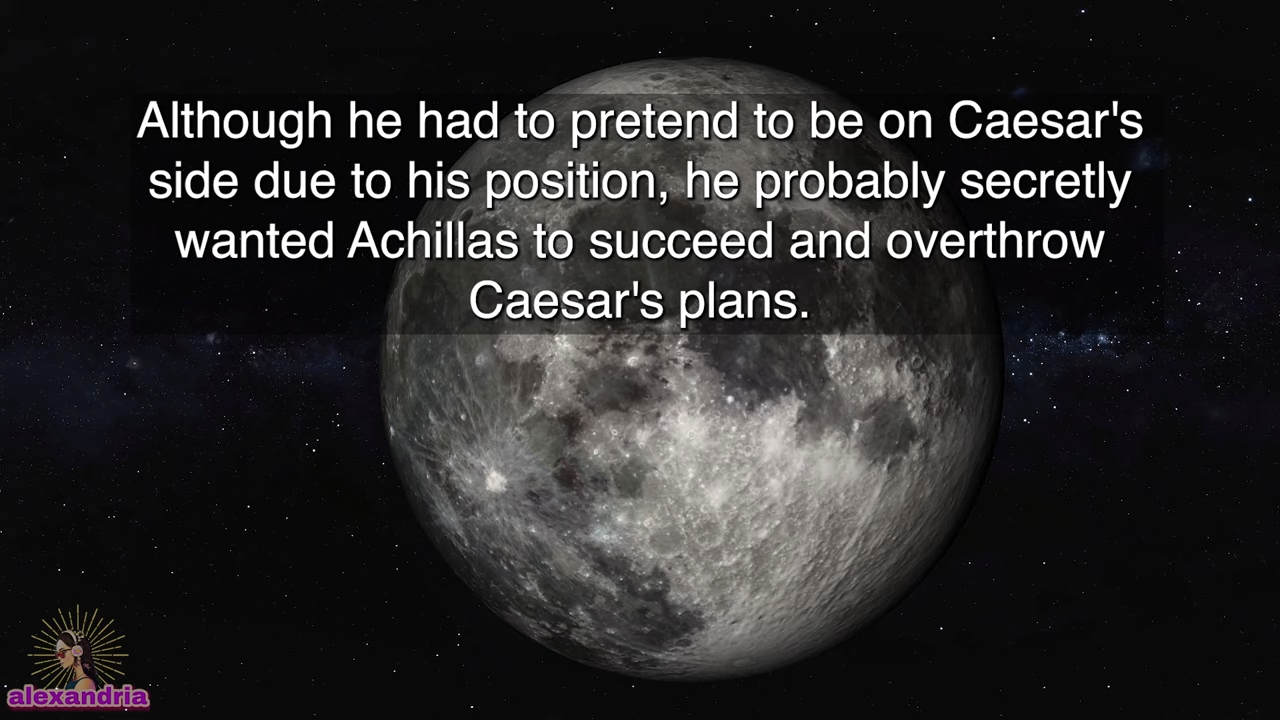 Although he had to pretend to be on Caesar's
side due to his position, he probably secretly
wanted Achillas to succeed and overthrow
Caesar's plans.
alexandria